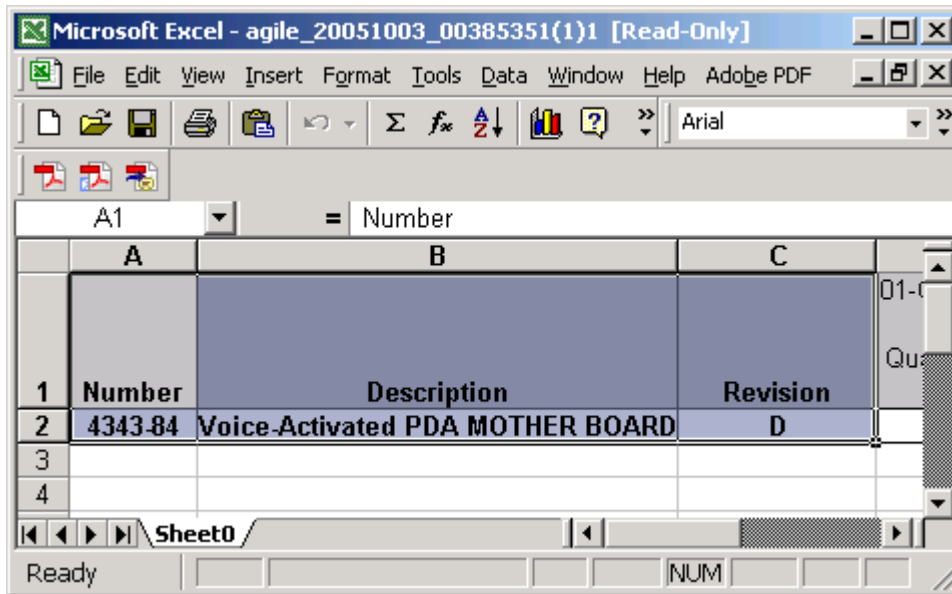 Microsoft Excel - agile_20051003_00385351(1)1 [Read-Only]
File Edit View Insert Format Tools Data Window Help Adobe PDF
Arial
A1 = Number
A B C
01-
1 Number Description Revision
2 4343-84 Voice-Activated PDA MOTHER BOARD D
3
4
Sheet0
Ready NUM